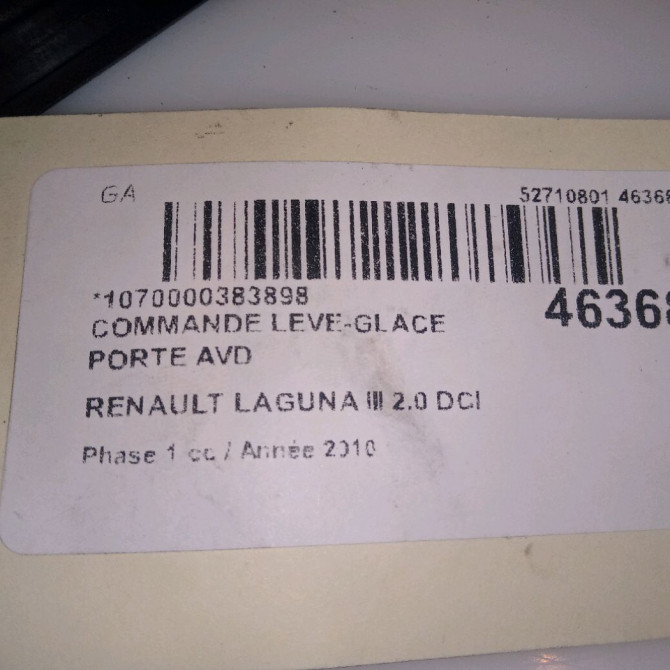 GA
52710801 46368
*1070000383898
46368
COMMANDE LEVE-GLACE
PORTE AVD
RENAULT LAGUNA III 2.0 DCI
Phase 1 cc / Année 2010